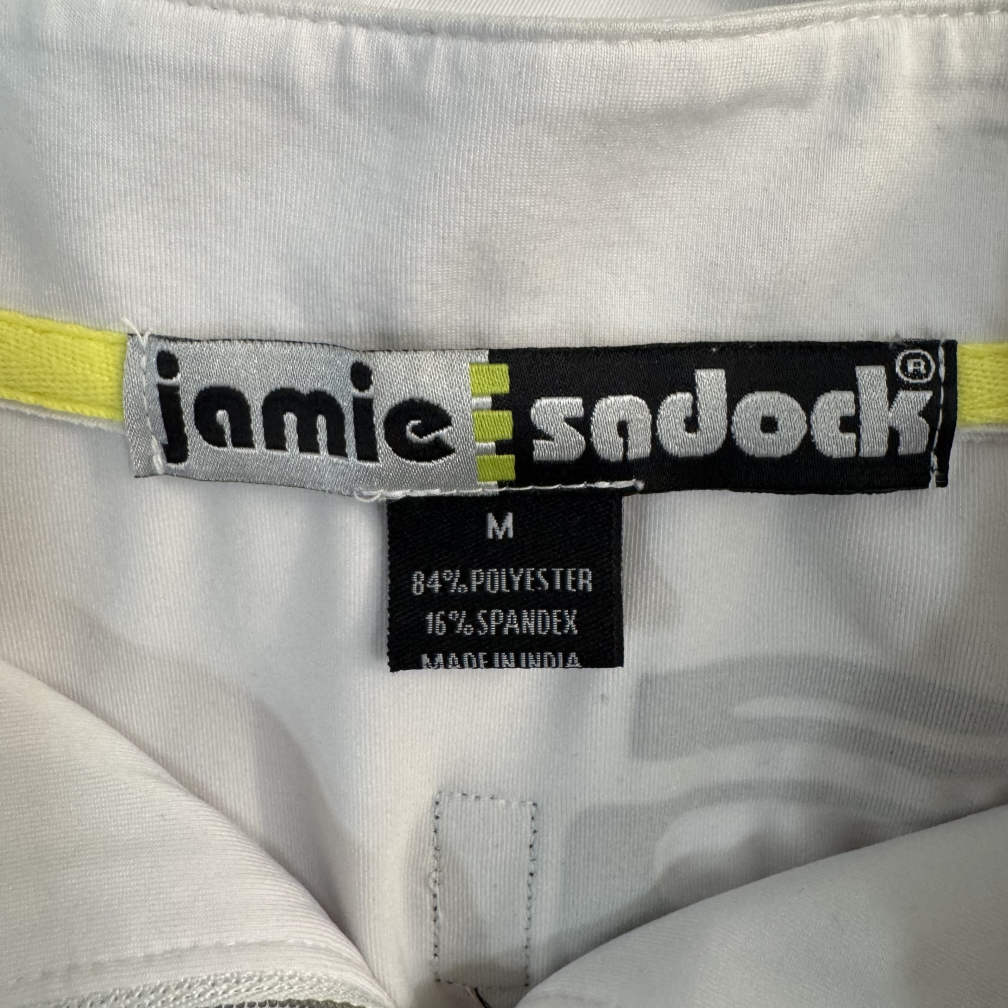 jamie sadock®
M
84% POLYESTER
16% SPANDEX
MADE IN INDIA